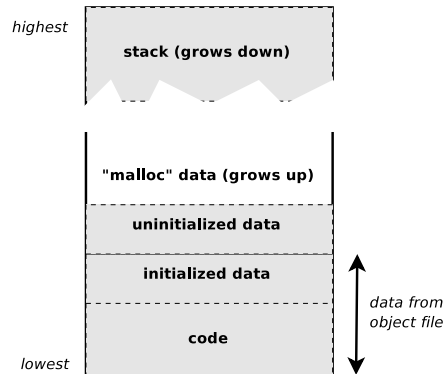 highest
stack (grows down)
"malloc" data (grows up)
uninitialized data
initialized data
data from
object file
code
lowest